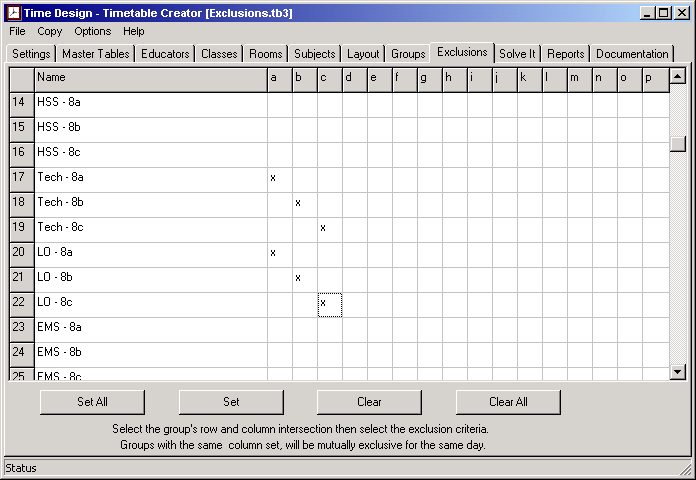 Time Design - Timetable Creator [Exclusions.tb3]
File Copy Options Help
Settings Master Tables Educators Classes Rooms Subjects Layout Groups Exclusions Solve It Reports Documentation
Name a b c d e f g h i j k l m n o p
14 HSS - 8a
15 HSS - 8b
16 HSS - 8c
17 Tech - 8a x
18 Tech - 8b x
19 Tech - 8c x
20 LO - 8a x
21 LO - 8b x
22 LO - 8c x
23 EMS - 8a
24 EMS - 8b
25 EMS - 8c
Set All Set Clear Clear All
Select the group's row and column intersection then select the exclusion criteria.
Groups with the same column set, will be mutually exclusive for the same day.
Status